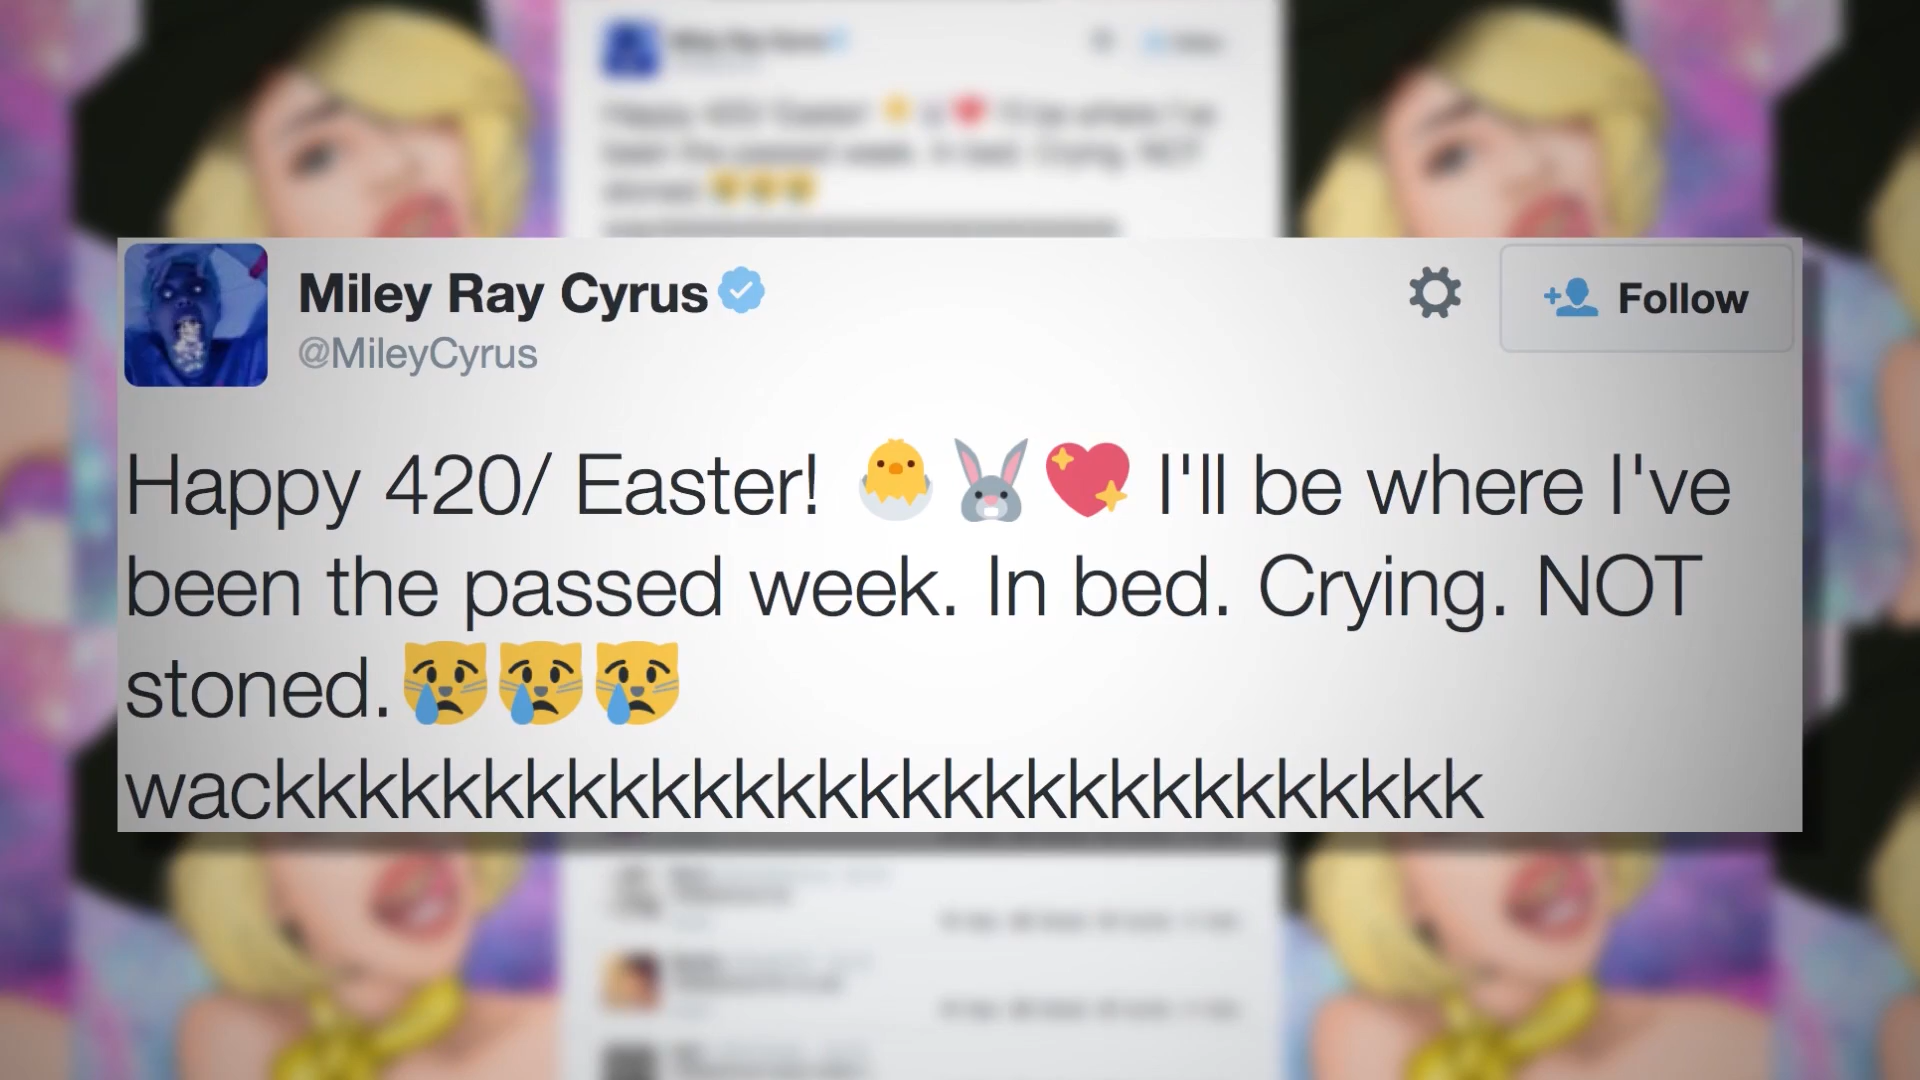 Miley Ray Cyrus
@MileyCyrus
Follow
Happy 420/ Easter! 🐣🐰💖 I'll be where I've
been the passed week. In bed. Crying. NOT
stoned.😿😿😿
wackkkkkkkkkkkkkkkkkkkkkkkkkkkkk